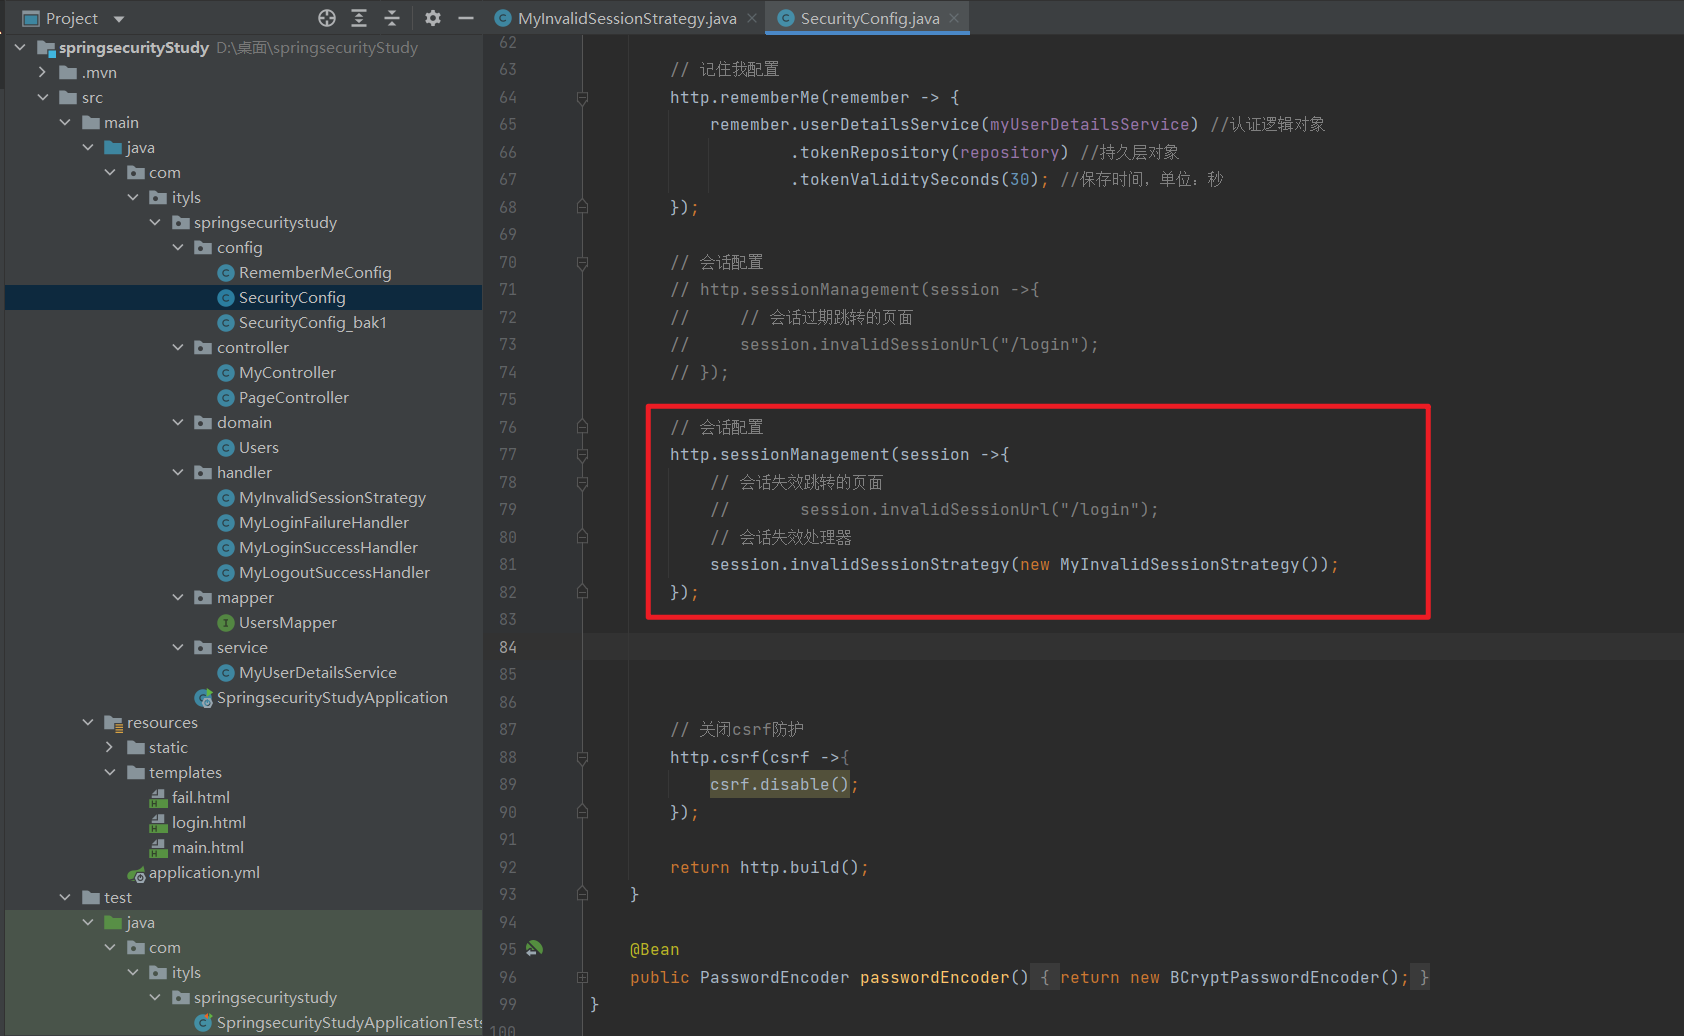 Project
springsecurityStudy D:\桌面\springsecurityStudy
.mvn
src
main
java
com
ityls
springsecuritystudy
config
RememberMeConfig
SecurityConfig
SecurityConfig_bak1
controller
MyController
PageController
domain
Users
handler
MyInvalidSessionStrategy
MyLoginFailureHandler
MyLoginSuccessHandler
MyLogoutSuccessHandler
mapper
UsersMapper
service
MyUserDetailsService
SpringsecurityStudyApplication
resources
static
templates
fail.html
login.html
main.html
application.yml
test
java
com
ityls
springsecuritystudy
SpringsecurityStudyApplicationTests
MyInvalidSessionStrategy.java
SecurityConfig.java
62
63 // 记住我配置
64 http.rememberMe(remember -> {
65 remember.userDetailsService(myUserDetailsService) //认证逻辑对象
66 .tokenRepository(repository) //持久层对象
67 .tokenValiditySeconds(30); //保存时间，单位：秒
68 });
69
70 // 会话配置
71 // http.sessionManagement(session ->{
72 // // 会话过期跳转的页面
73 // session.invalidSessionUrl("/login");
74 // });
75
76 // 会话配置
77 http.sessionManagement(session ->{
78 // 会话失效跳转的页面
79 // session.invalidSessionUrl("/login");
80 // 会话失效处理器
81 session.invalidSessionStrategy(new MyInvalidSessionStrategy());
82 });
83
84
85
86
87 // 关闭csrf防护
88 http.csrf(csrf ->{
89 csrf.disable();
90 });
91
92 return http.build();
93 }
94
95 @Bean
96 public PasswordEncoder passwordEncoder() { return new BCryptPasswordEncoder(); }
99 }
100